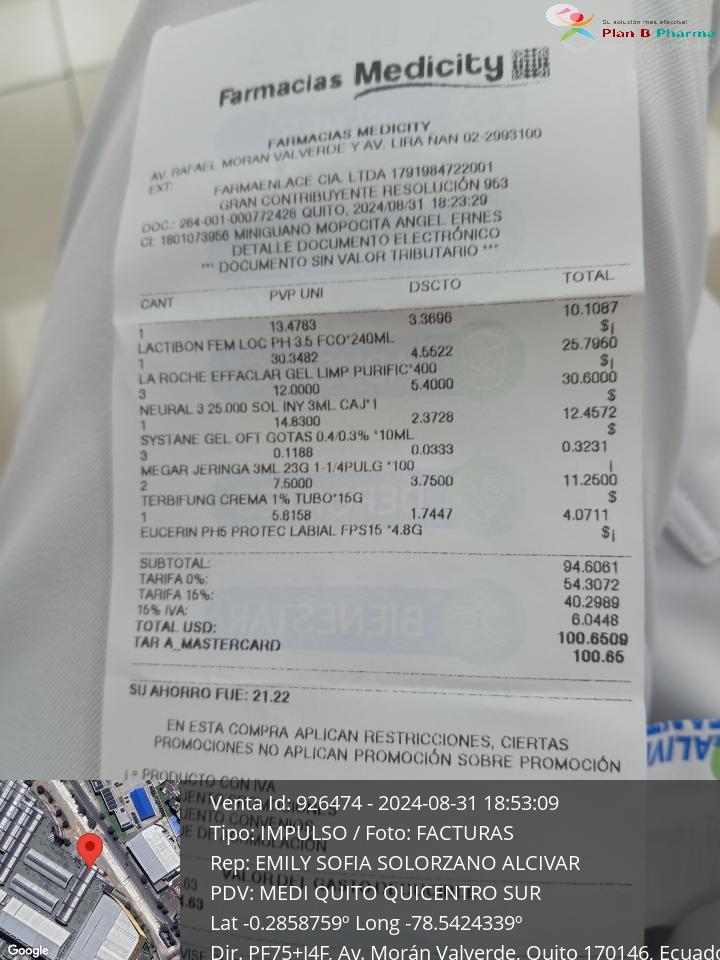 Su solución más efectiva!
Plan B Pharma
Farmacias Medicity
FARMACIAS MEDICITY
AV. RAFAEL MORAN VALVERDE Y AV. LIRA ÑAN 02-2993100
EXT:
FARMAENLACE CIA. LTDA 1791984722001
GRAN CONTRIBUYENTE RESOLUCIÓN 953
DOC.: 264-001-000772428 QUITO, 2024/08/31 18:23:29
CI: 1801073956 MINIGUANO MOPOCITA ANGEL ERNES
DETALLE DOCUMENTO ELECTRÓNICO
*** DOCUMENTO SIN VALOR TRIBUTARIO ***
CANT PVP UNI DSCTO TOTAL
1 13.4783 3.3696 10.1087
LACTIBON FEM LOC PH 3.5 FCO*240ML $¡
1 30.3482 4.5522 25.7960
LA ROCHE EFFACLAR GEL LIMP PURIFIC*400 $¡
3 12.0000 5.4000 30.6000
NEURAL 3 25.000 SOL INY 3ML CAJ*1 $
1 14.8300 2.3728 12.4572
SYSTANE GEL OFT GOTAS 0.4/0.3% *10ML $
3 0.1188 0.0333 0.3231
MEGAR JERINGA 3ML 23G 1-1/4PULG *100 ¡
2 7.5000 3.7500 11.2500
TERBIFUNG CREMA 1% TUBO*15G $
1 5.8158 1.7447 4.0711
EUCERIN PH5 PROTEC LABIAL FPS15 *4.8G $¡
SUBTOTAL: 94.6061
TARIFA 0%: 54.3072
TARIFA 15%: 40.2989
15% IVA: 6.0448
TOTAL USD: 100.6509
TAR A_MASTERCARD 100.65
SU AHORRO FUE: 21.22
EN ESTA COMPRA APLICAN RESTRICCIONES, CIERTAS
PROMOCIONES NO APLICAN PROMOCIÓN SOBRE PROMOCIÓN
¡ = PRODUCTO CON IVA
Venta Id: 926474 - 2024-08-31 18:53:09
Tipo: IMPULSO / Foto: FACTURAS
Rep: EMILY SOFIA SOLORZANO ALCIVAR
PDV: MEDI QUITO QUICENTRO SUR
Lat -0.2858759º Long -78.5424339º
Dir. PF75+J4F, Av. Morán Valverde, Quito 170146, Ecuado
Google